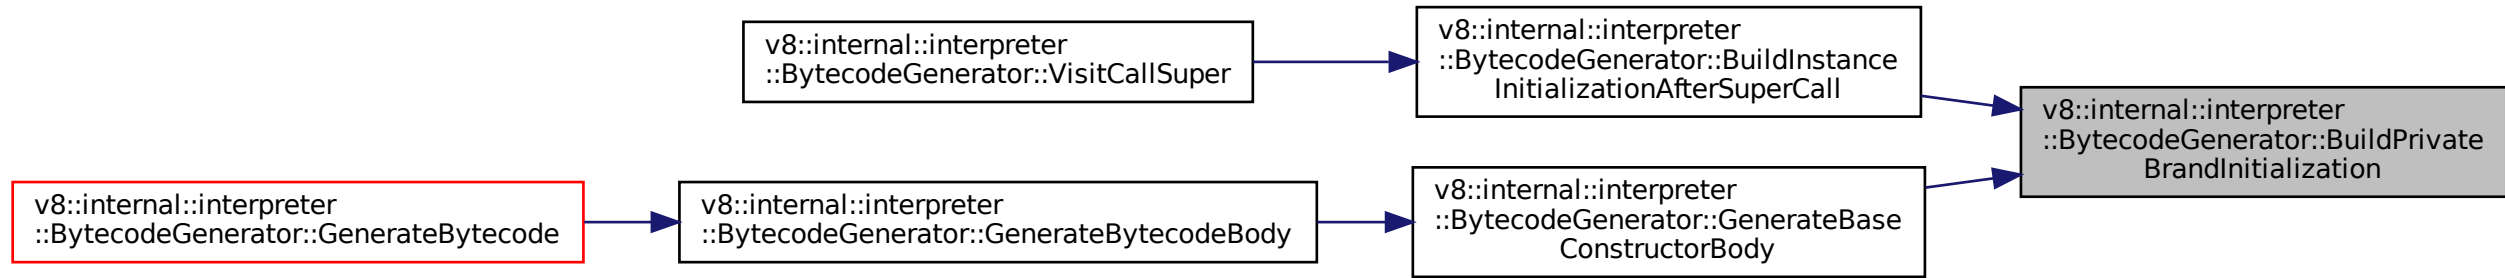 v8::internal::interpreter
::BytecodeGenerator::VisitCallSuper
v8::internal::interpreter
::BytecodeGenerator::BuildInstance
InitializationAfterSuperCall
v8::internal::interpreter
::BytecodeGenerator::BuildPrivate
BrandInitialization
v8::internal::interpreter
::BytecodeGenerator::GenerateBytecode
v8::internal::interpreter
::BytecodeGenerator::GenerateBytecodeBody
v8::internal::interpreter
::BytecodeGenerator::GenerateBase
ConstructorBody